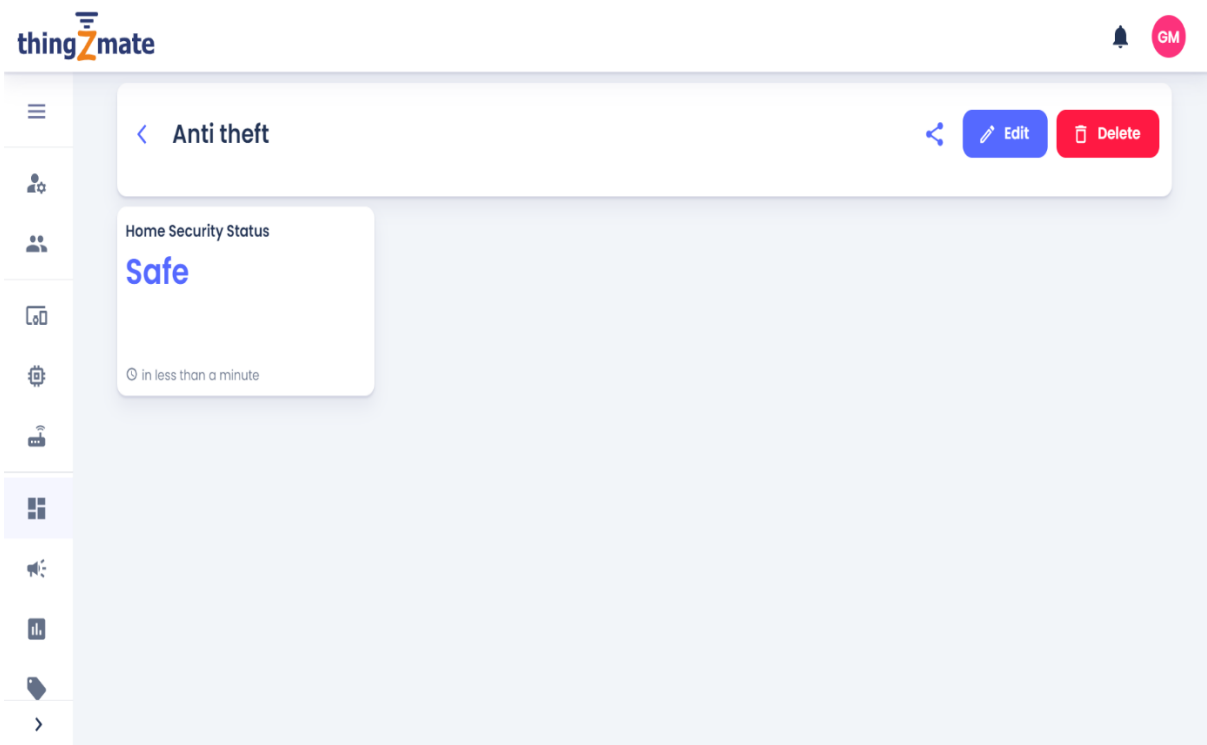 thingZmate
GM
Anti theft
Edit
Delete
Home Security Status
Safe
in less than a minute